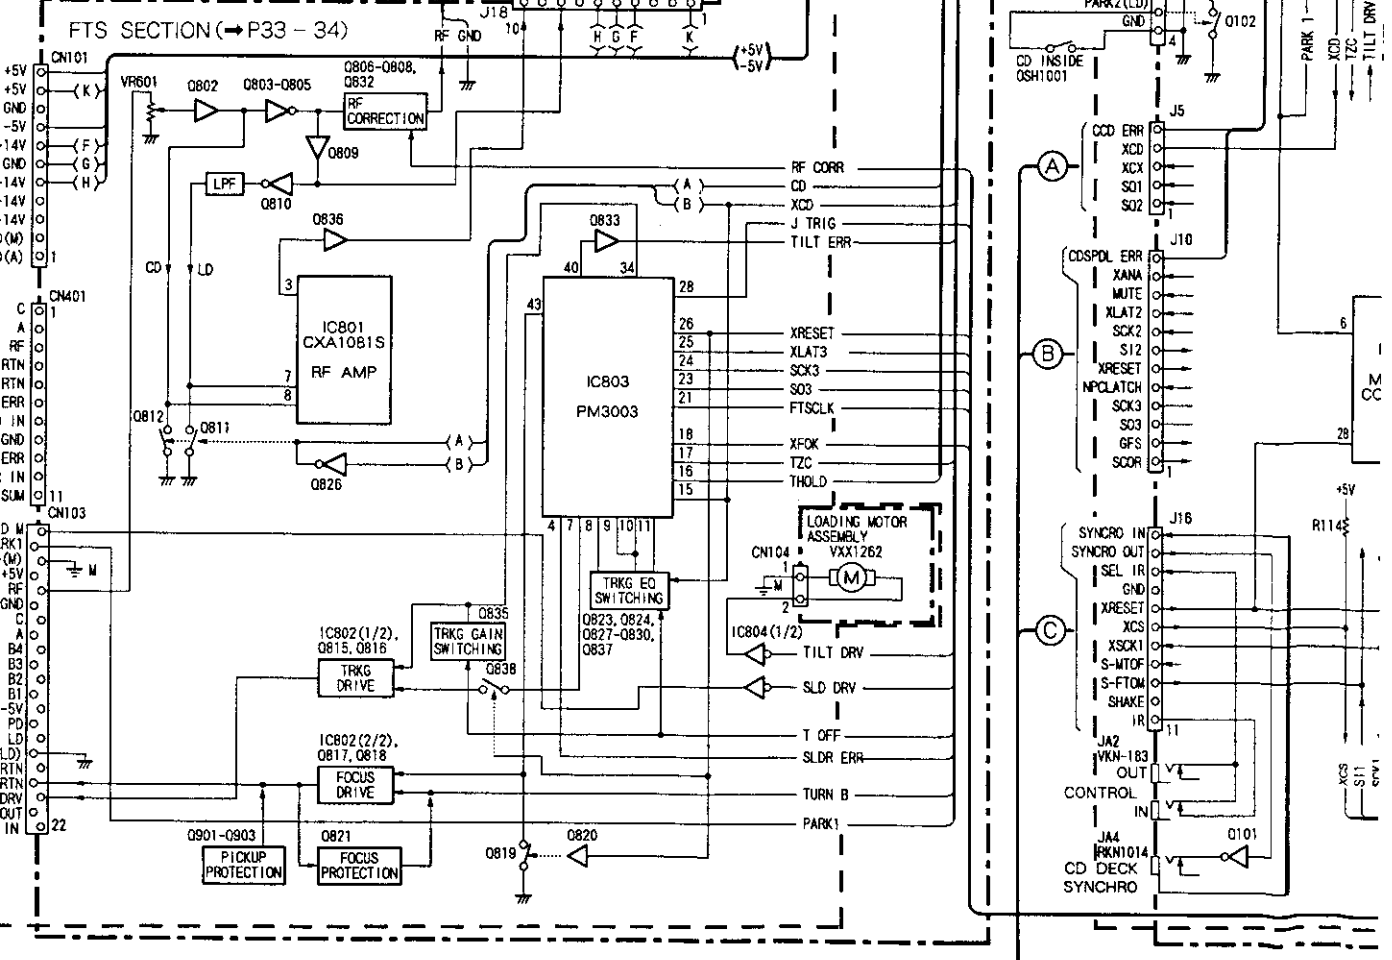 FTS SECTION (➡P33 - 34)
J18
10
1
RF GND
H G F
K
+5V
-5V
PARK2(LD)
GND
4
Q102
CD INSIDE
OSH1001
PARK 1
XCD
TZC
TILT DRV
CN101
+5V
+5V
GND
-5V
-14V
GND
-14V
-14V
(M)
(A)
1
K
F
G
H
VR601
Q802
Q803-Q805
Q806-Q808,
Q832
RF
CORRECTION
Q809
LPF
Q810
Q836
CD
LD
3
IC801
CXA1081S
RF AMP
7
8
Q812
Q811
Q826
(A)
(B)
Q833
40
34
43
28
26
25
24
23
21
18
17
16
15
IC803
PM3003
4 7 8 9 10 11
RF CORR
(A) CD
(B) XCD
J TRIG
TILT ERR
XRESET
XLAT3
SCK3
SO3
FTSCLK
XFOK
TZC
THOLD
CN401
C 1
A
RF
RTN
RTN
ERR
IN
GND
ERR
IN
SUM 11
CN103
D M
RK1
(M)
+5V
RF
GND
C
A
B4
B3
B2
B1
-5V
PD
LD
LD)
RTN
RTN
DRV
OUT
IN 22
M
LOADING MOTOR
ASSEMBLY
VXX1262
CN104
1
2
M
M
TRKG EQ
SWITCHING
Q823, Q824,
Q827-Q830,
Q837
Q835
TRKG GAIN
SWITCHING
Q838
IC802(1/2),
Q815, Q816
TRKG
DRIVE
IC802(2/2),
Q817, Q818
FOCUS
DRIVE
Q901-Q903
PICKUP
PROTECTION
Q821
FOCUS
PROTECTION
Q819
Q820
IC804(1/2)
TILT DRV
SLD DRV
T OFF
SLDR ERR
TURN B
PARK1
A
B
C
J5
CCD ERR
XCD
XCX
SQ1
SQ2
1
J10
CDSPDL ERR
XANA
MUTE
XLAT2
SCK2
SI2
XRESET
NPCLATCH
SCK3
SO3
GFS
SCOR
1
J16
SYNCRO IN
SYNCRO OUT
SEL IR
GND
XRESET
XCS
XSCK1
S-MTOF
S-FTOM
SHAKE
IR
11
JA2
VKN-183
OUT
CONTROL
IN
JA4
RKN1014
CD DECK
SYNCHRO
Q101
6
28
+5V
R114
XCS
SI1